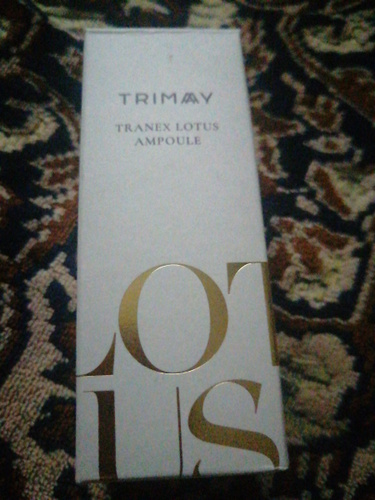 TRIMAY
TRANEX LOTUS
AMPOULE
LOT
US